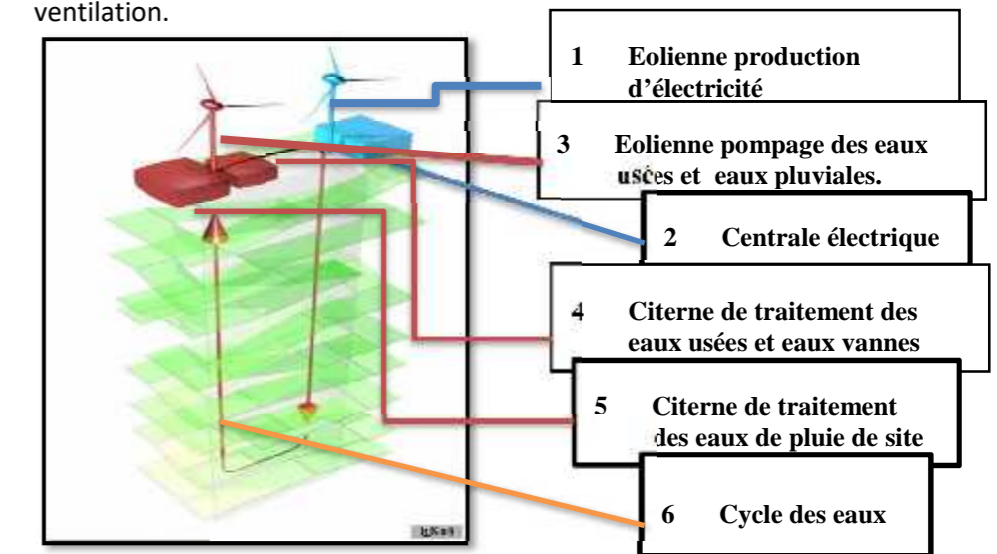 ventilation.
1 Eolienne production
d'électricité
3 Eolienne pompage des eaux
usées et eaux pluviales.
2 Centrale électrique
4 Citerne de traitement des
eaux usées et eaux vannes
5 Citerne de traitement
des eaux de pluie de site
6 Cycle des eaux